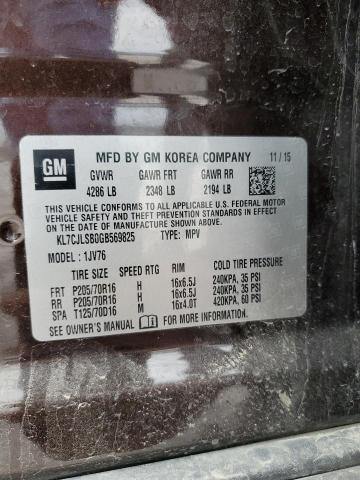 GM
MFD BY GM KOREA COMPANY 11/15
GVWR GAWR FRT GAWR RR
4286 LB 2348 LB 2194 LB
THIS VEHICLE CONFORMS TO ALL APPLICABLE U.S. FEDERAL MOTOR
VEHICLE SAFETY, BUMPER, AND THEFT PREVENTION STANDARDS IN
EFFECT ON THE DATE OF MANUFACTURE SHOWN ABOVE.
KL7CJLSB0GB569825 TYPE: MPV
MODEL: 1JV76
TIRE SIZE SPEED RTG RIM COLD TIRE PRESSURE
FRT P205/70R16 H 16x6.5J 240KPA, 35 PSI
RR P205/70R16 H 16x6.5J 240KPA, 35 PSI
SPA T125/70D16 M 16x4.0T 420KPA, 60 PSI
SEE OWNER'S MANUAL FOR MORE INFORMATION.